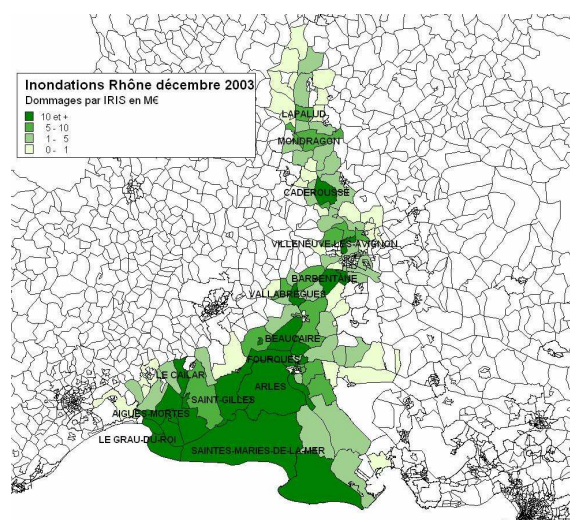 Inondations Rhône décembre 2003
Dommages par IRIS en M€
10 et +
5 - 10
1 - 5
0 - 1
LAPALUD
MONDRAGON
CADEROUSSE
VILLENEUVE-LES-AVIGNON
BARBENTANE
VALLABREGUES
BEAUCAIRE
FOURQUES
LE CAILAR
ARLES
SAINT-GILLES
AIGUES-MORTES
LE GRAU-DU-ROI
SAINTES-MARIES-DE-LA-MER